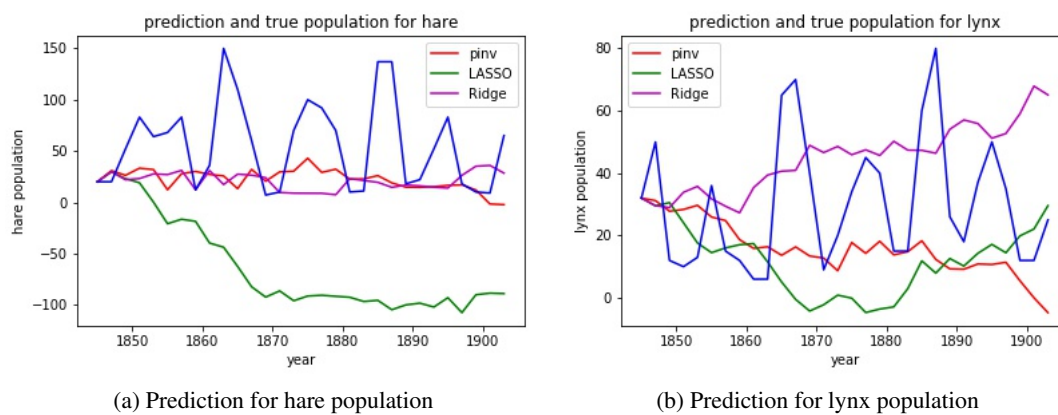 prediction and true population for hare
150
100
50
0
−50
−100
hare population
1850 1860 1870 1880 1890 1900
year
pinv
LASSO
Ridge
(a) Prediction for hare population
prediction and true population for lynx
80
60
40
20
0
lynx population
1850 1860 1870 1880 1890 1900
year
pinv
LASSO
Ridge
(b) Prediction for lynx population